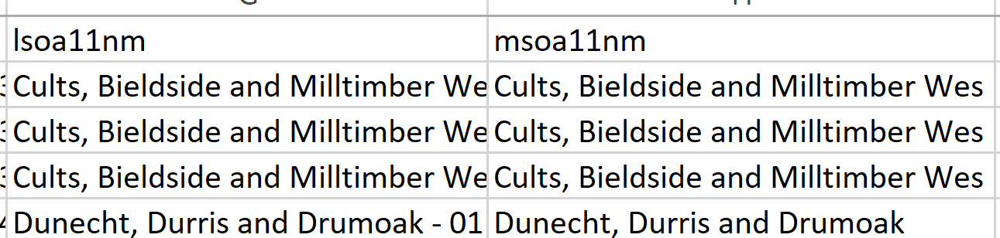 lsoa11nm msoa11nm
Cults, Bieldside and Milltimber We Cults, Bieldside and Milltimber Wes
Cults, Bieldside and Milltimber We Cults, Bieldside and Milltimber Wes
Cults, Bieldside and Milltimber We Cults, Bieldside and Milltimber Wes
Dunecht, Durris and Drumoak - 01 Dunecht, Durris and Drumoak